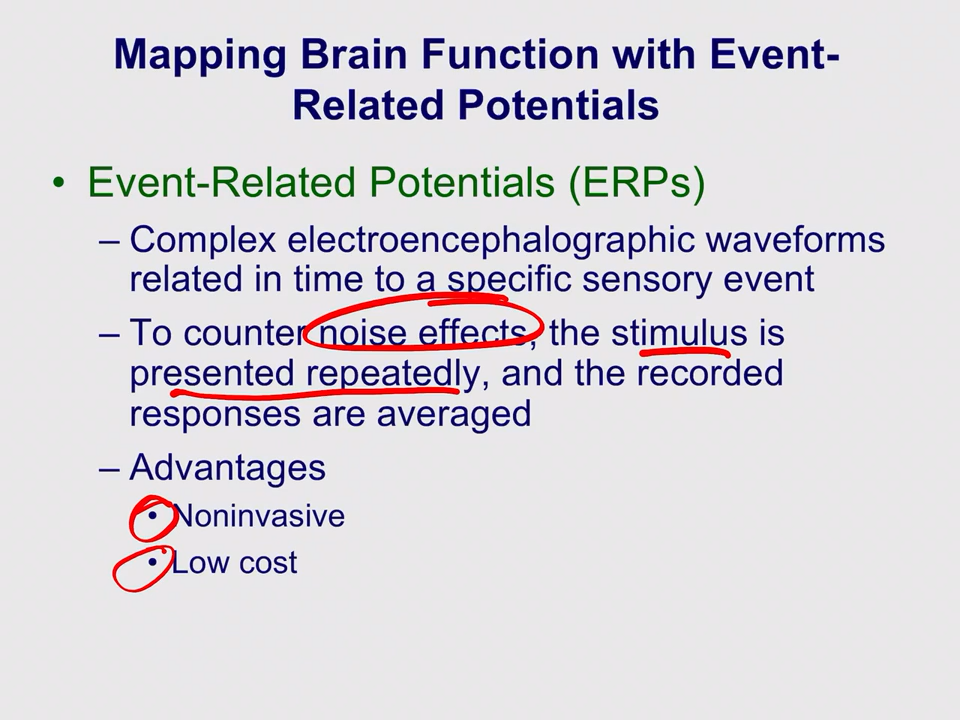 Mapping Brain Function with Event-
Related Potentials
• Event-Related Potentials (ERPs)
– Complex electroencephalographic waveforms
related in time to a specific sensory event
– To counter noise effects, the stimulus is
presented repeatedly, and the recorded
responses are averaged
– Advantages
• Noninvasive
• Low cost